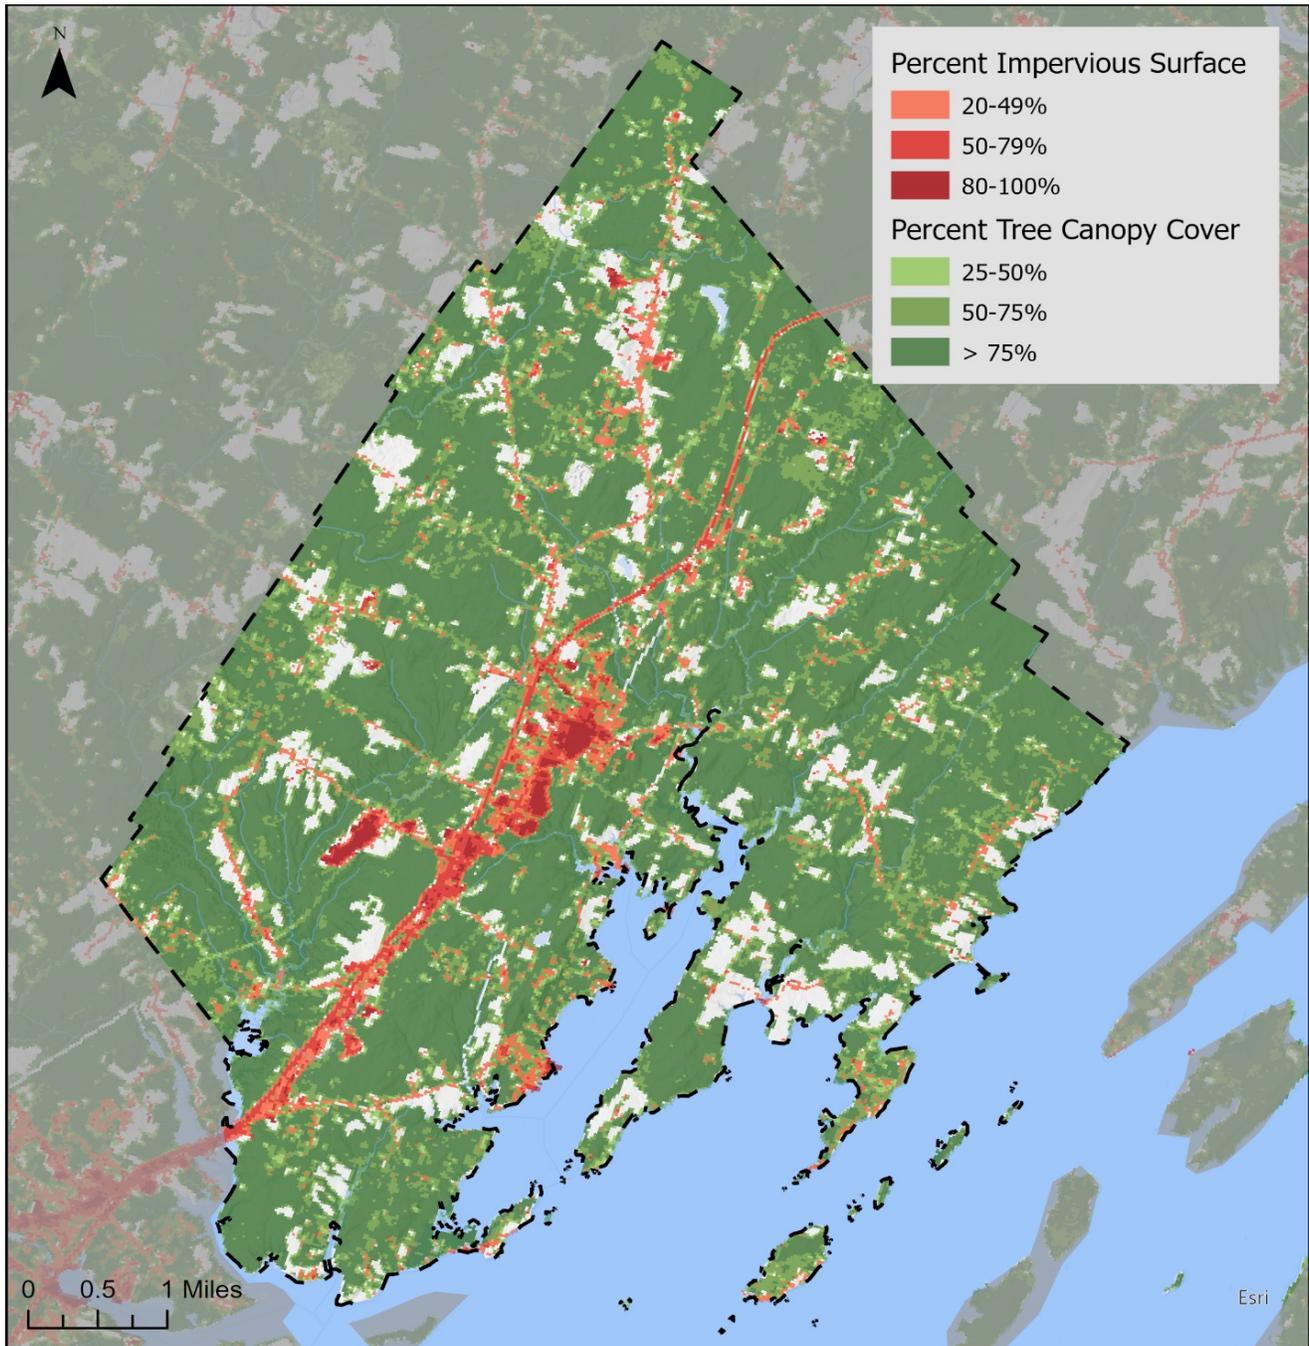 N
Percent Impervious Surface
20-49%
50-79%
80-100%
Percent Tree Canopy Cover
25-50%
50-75%
> 75%
0 0.5 1 Miles
Esri